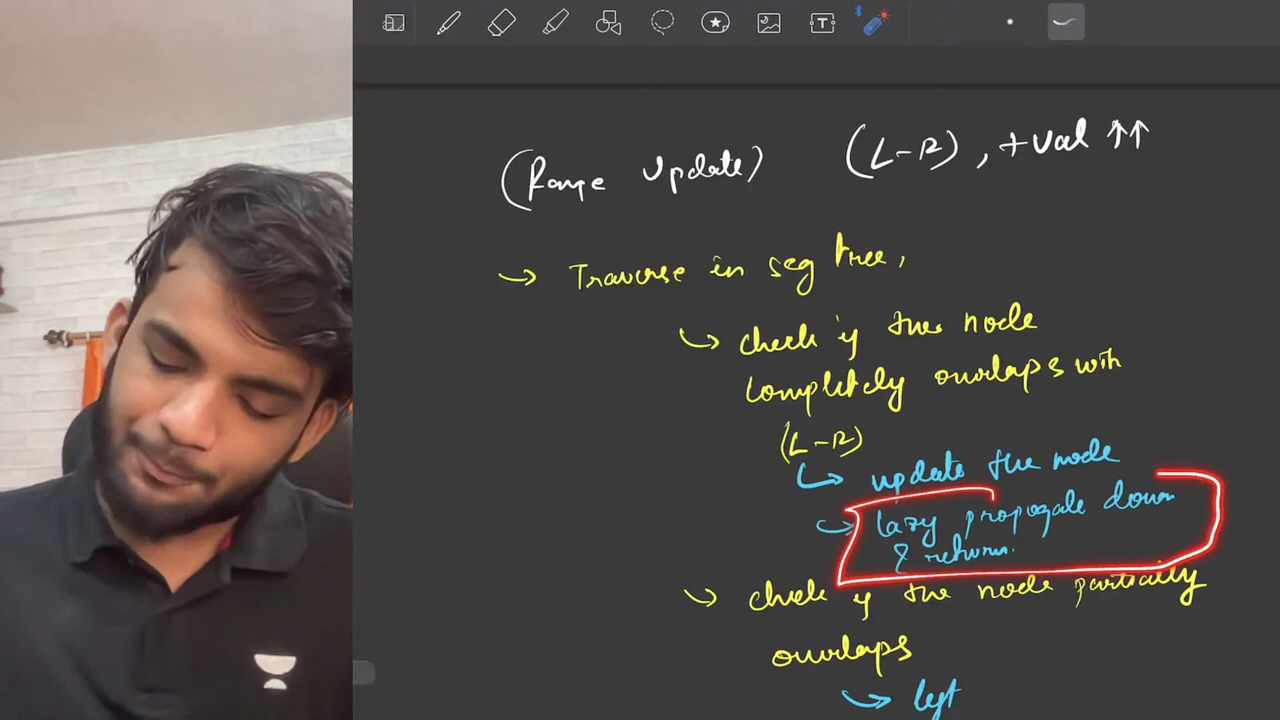 (Range Update) (L-R), +val ↑↑
→ Traverse in seg tree,
→ check if the node
completely overlaps with
(L-R)
→ update the node
→ lazy propagate down
& return.
→ check if the node partially
overlaps
→ left